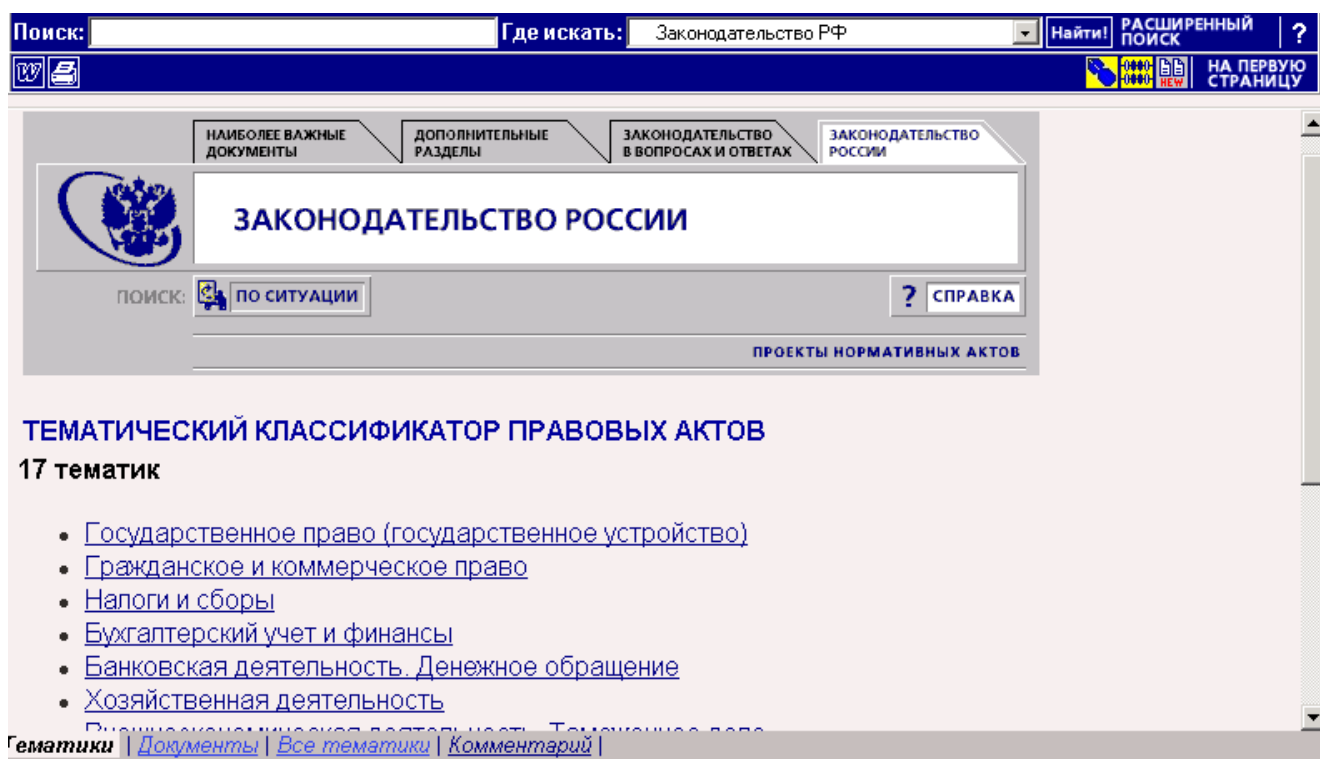 Поиск: Где искать: Законодательство РФ Найти! РАСШИРЕННЫЙ ПОИСК ?
W NEW НА ПЕРВУЮ СТРАНИЦУ
НАИБОЛЕЕ ВАЖНЫЕ ДОКУМЕНТЫ
ДОПОЛНИТЕЛЬНЫЕ РАЗДЕЛЫ
ЗАКОНОДАТЕЛЬСТВО В ВОПРОСАХ И ОТВЕТАХ
ЗАКОНОДАТЕЛЬСТВО РОССИИ
ЗАКОНОДАТЕЛЬСТВО РОССИИ
ПОИСК: ПО СИТУАЦИИ ? СПРАВКА
ПРОЕКТЫ НОРМАТИВНЫХ АКТОВ
ТЕМАТИЧЕСКИЙ КЛАССИФИКАТОР ПРАВОВЫХ АКТОВ
17 тематик
• Государственное право (государственное устройство)
• Гражданское и коммерческое право
• Налоги и сборы
• Бухгалтерский учет и финансы
• Банковская деятельность. Денежное обращение
• Хозяйственная деятельность
Тематики | Документы | Все тематики | Комментарий |